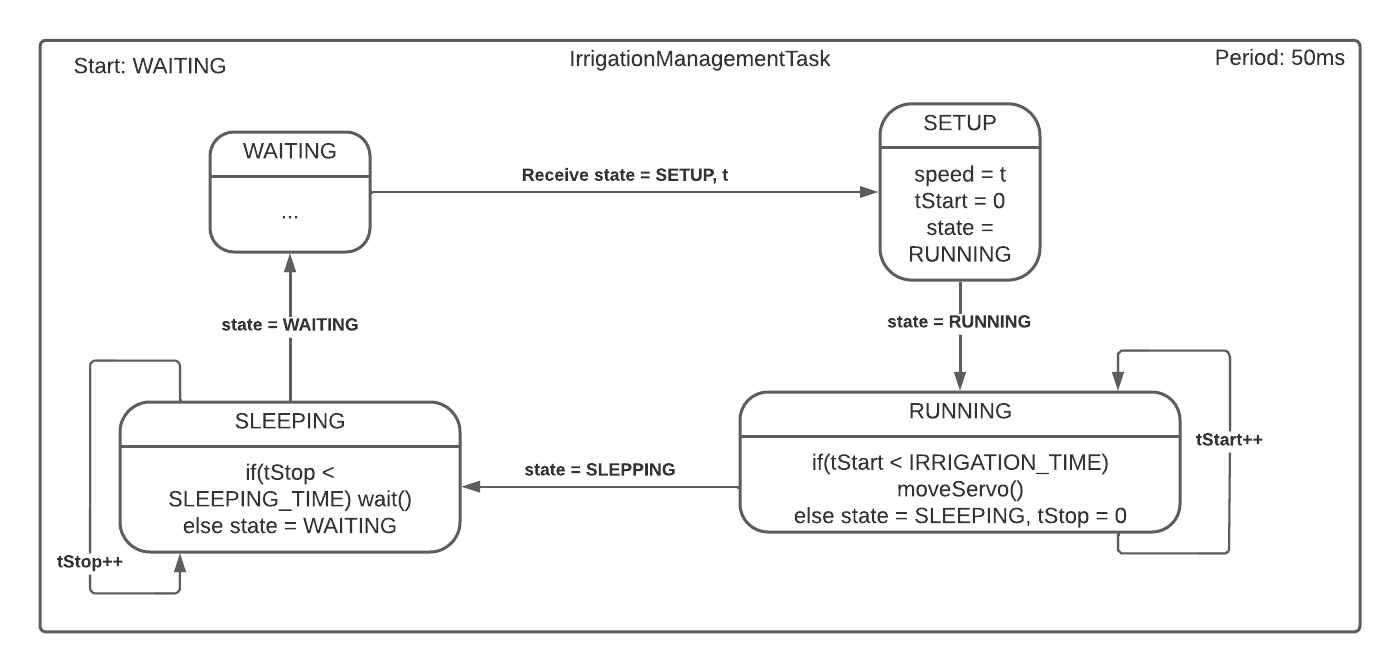 Start: WAITING
IrrigationManagementTask
Period: 50ms
WAITING
...
Receive state = SETUP, t
SETUP
speed = t
tStart = 0
state =
RUNNING
state = WAITING
state = RUNNING
SLEEPING
if(tStop <
SLEEPING_TIME) wait()
else state = WAITING
tStop++
state = SLEPPING
RUNNING
if(tStart < IRRIGATION_TIME)
moveServo()
else state = SLEEPING, tStop = 0
tStart++